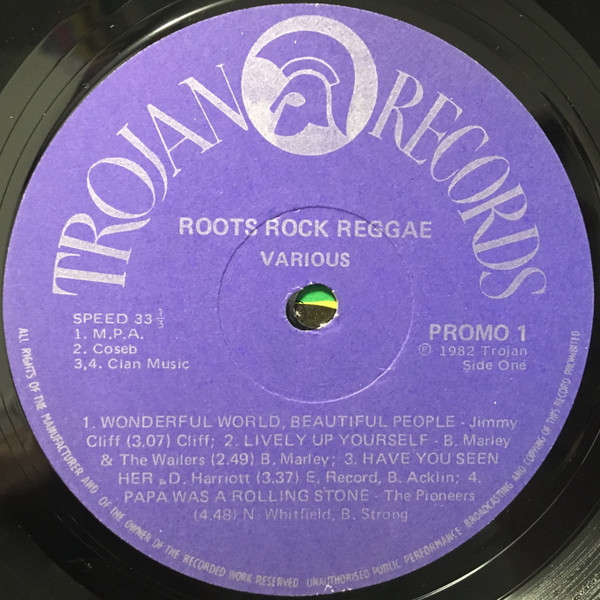 TROJAN RECORDS
ROOTS ROCK REGGAE
VARIOUS
SPEED 33 1/3
1. M.P.A.
2. Coseb
3,4. Clan Music
PROMO 1
℗ 1982 Trojan
Side One
1. WONDERFUL WORLD, BEAUTIFUL PEOPLE - Jimmy
Cliff (3.07) Cliff; 2. LIVELY UP YOURSELF - B. Marley
& The Wailers (2.49) B. Marley; 3. HAVE YOU SEEN
HER - D. Harriott (3.37) E. Record, B. Acklin; 4.
PAPA WAS A ROLLING STONE - The Pioneers
(4.48) N. Whitfield, B. Strong
ALL RIGHTS OF THE MANUFACTURER AND OF THE OWNER OF THE RECORDED WORK RESERVED UNAUTHORISED PUBLIC PERFORMANCE BROADCASTING AND COPYING OF THIS RECORD PROHIBITED